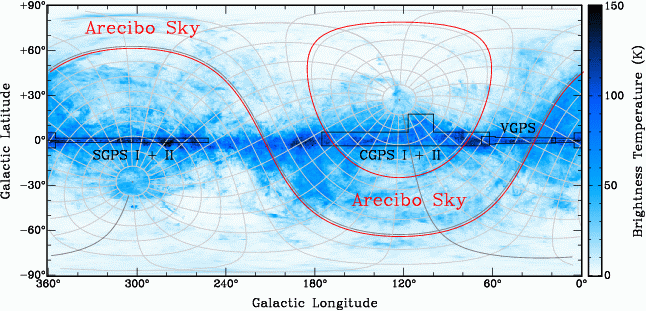 Arecibo Sky
SGPS I + II
CGPS I + II
VGPS
Arecibo Sky
+90°
+60°
+30°
0°
−30°
−60°
−90°
Galactic Latitude
360°
300°
240°
180°
120°
60°
0°
Galactic Longitude
150
100
50
0
Brightness Temperature (K)